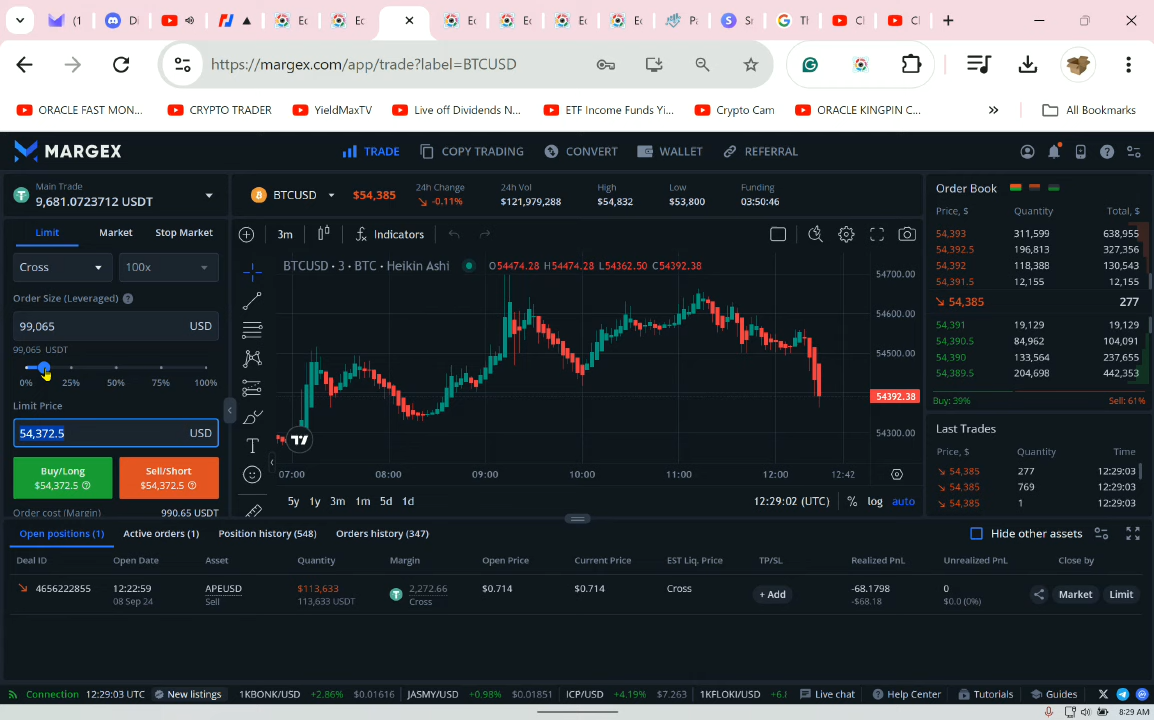 (1
Di
Ec
Ec
Ec
Ec
Ec
Ec
Pa
Sr
Th
Cl
Cl
https://margex.com/app/trade?label=BTCUSD
ORACLE FAST MON...
CRYPTO TRADER
YieldMaxTV
Live off Dividends N...
ETF Income Funds Yi...
Crypto Cam
ORACLE KINGPIN C...
»
All Bookmarks
MARGEX
TRADE
COPY TRADING
CONVERT
WALLET
REFERRAL
Main Trade
9,681.0723712 USDT
BTCUSD
$54,385
24h Change
-0.11%
24h Vol
$121,979,288
High
$54,832
Low
$53,800
Funding
03:50:46
Limit
Market
Stop Market
Cross
100x
Order Size (Leveraged)
99,065 USD
99,065 USDT
0% 25% 50% 75% 100%
Limit Price
54,372.5 USD
Buy/Long
$54,372.5
Sell/Short
$54,372.5
Order cost (Margin) 990.65 USDT
3m
Indicators
BTCUSD · 3 · BTC · Heikin Ashi
O54474.28 H54474.28 L54362.50 C54392.38
54700.00
54600.00
54500.00
54392.38
54300.00
07:00 08:00 09:00 10:00 11:00 12:00 12:42
5y 1y 3m 1m 5d 1d
12:29:02 (UTC) % log auto
Order Book
Price, $ Quantity Total, $
54,393 311,599 638,955
54,392.5 196,813 327,356
54,392 118,388 130,543
54,391.5 12,155 12,155
54,385 277
54,391 19,129 19,129
54,390.5 84,962 104,091
54,390 133,564 237,655
54,389.5 204,698 442,353
Buy: 39% Sell: 61%
Last Trades
Price, $ Quantity Time
54,385 277 12:29:03
54,385 769 12:29:03
54,385 1 12:29:03
Open positions (1)
Active orders (1)
Position history (548)
Orders history (347)
Hide other assets
Deal ID Open Date Asset Quantity Margin Open Price Current Price EST Liq. Price TP/SL Realized PnL Unrealized PnL Close by
4656222855 12:22:59 APEUSD $113,633 2,272.66 $0.714 $0.714 Cross + Add -68.1798 0 Market Limit
08 Sep 24 Sell 113,633 USDT Cross -$68.18 $0.0 (0%)
Connection 12:29:03 UTC New listings 1KBONK/USD +2.86% $0.01616 JASMY/USD +0.98% $0.01851 ICP/USD +4.19% $7.263 1KFLOKI/USD Live chat Help Center Tutorials Guides
8:29 AM